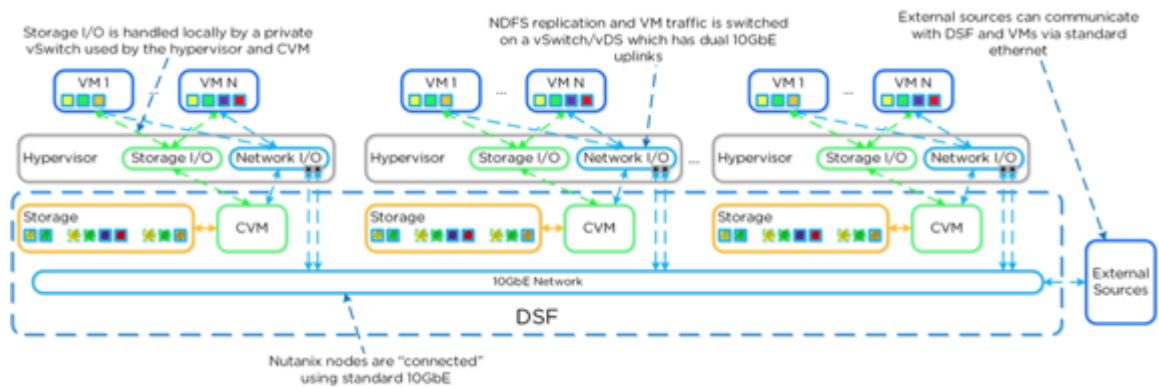 Storage I/O is handled locally by a private
vSwitch used by the hypervisor and CVM
NDFS replication and VM traffic is switched
on a vSwitch/vDS which has dual 10GbE
uplinks
External sources can communicate
with DSF and VMs via standard
ethernet
VM 1
...
VM N
VM 1
...
VM N
VM 1
...
VM N
Hypervisor
Storage I/O
Network I/O
Hypervisor
Storage I/O
Network I/O
...
Hypervisor
Storage I/O
Network I/O
Storage
CVM
Storage
CVM
Storage
CVM
10GbE Network
External
Sources
DSF
Nutanix nodes are "connected"
using standard 10GbE